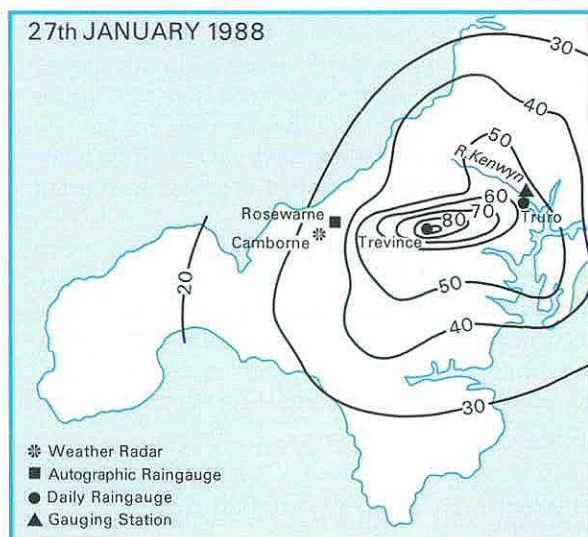 27th JANUARY 1988
30
40
50
R. Kenwyn
60
70
80
Truro
Rosewarne
Camborne
Trevince
20
50
40
30
Weather Radar
Autographic Raingauge
Daily Raingauge
Gauging Station